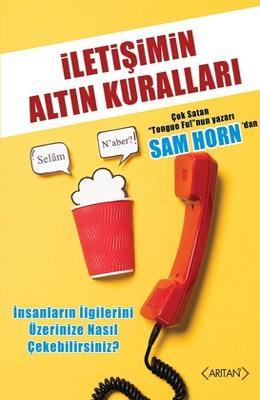 İLETİŞİMİN
ALTIN KURALLARI
Çok Satan
"Tongue Fu!"nun yazarı
SAM HORN'dan
Selâm
N'aber?!
İnsanların İlgilerini
Üzerinize Nasıl
Çekebilirsiniz?
ARITAN